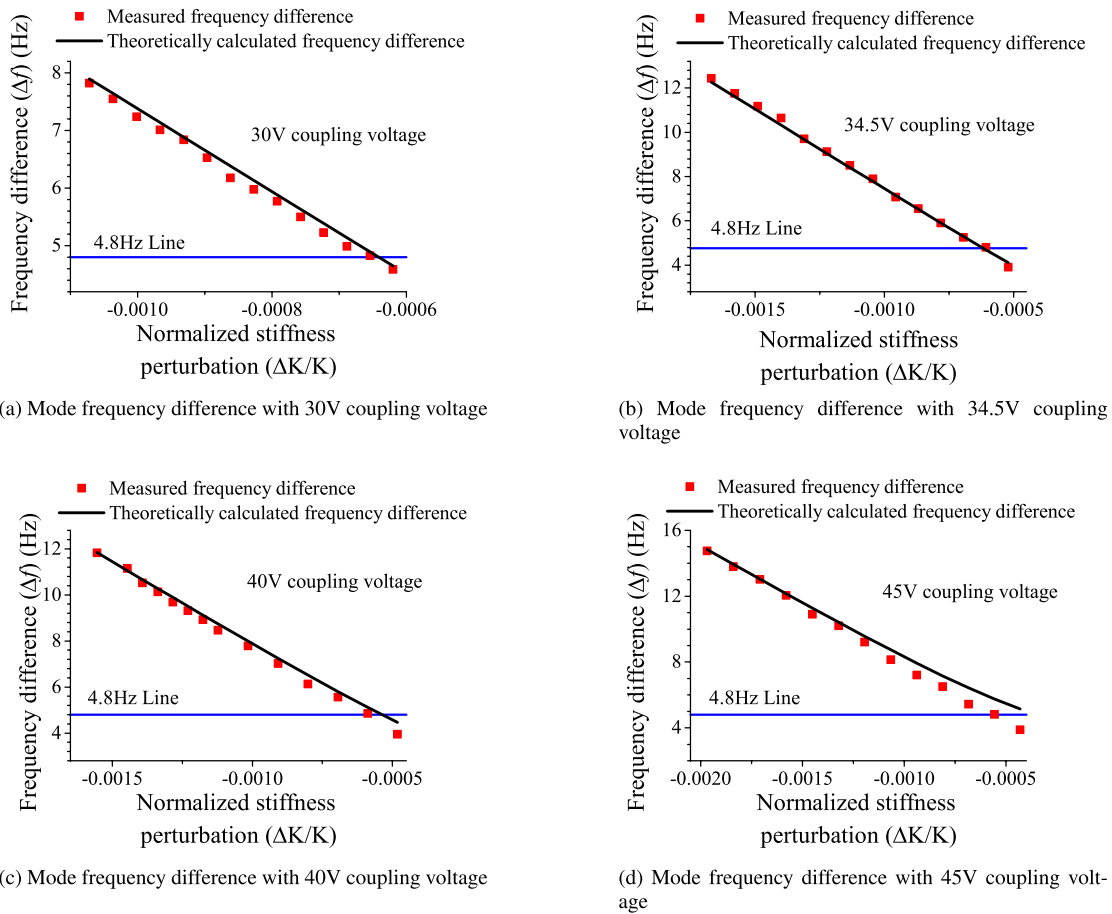 Measured frequency difference
Theoretically calculated frequency difference
Frequency difference (Δf) (Hz)
8
7
6
5
30V coupling voltage
4.8Hz Line
-0.0010
-0.0008
-0.0006
Normalized stiffness
perturbation (ΔK/K)
(a) Mode frequency difference with 30V coupling voltage
Measured frequency difference
Theoretically calculated frequency difference
Frequency difference (Δf) (Hz)
12
10
8
6
4
34.5V coupling voltage
4.8Hz Line
-0.0015
-0.0010
-0.0005
Normalized stiffness
perturbation (ΔK/K)
(b) Mode frequency difference with 34.5V coupling
voltage
Measured frequency difference
Theoretically calculated frequency difference
Frequency difference (Δf) (Hz)
12
10
8
6
4
40V coupling voltage
4.8Hz Line
-0.0015
-0.0010
-0.0005
Normalized stiffness
perturbation (ΔK/K)
(c) Mode frequency difference with 40V coupling voltage
Measured frequency difference
Theoretically calculated frequency difference
Frequency difference (Δf) (Hz)
16
12
8
4
45V coupling voltage
4.8Hz Line
-0.0020
-0.0015
-0.0010
-0.0005
Normalized stiffness
perturbation (ΔK/K)
(d) Mode frequency difference with 45V coupling volt-
age